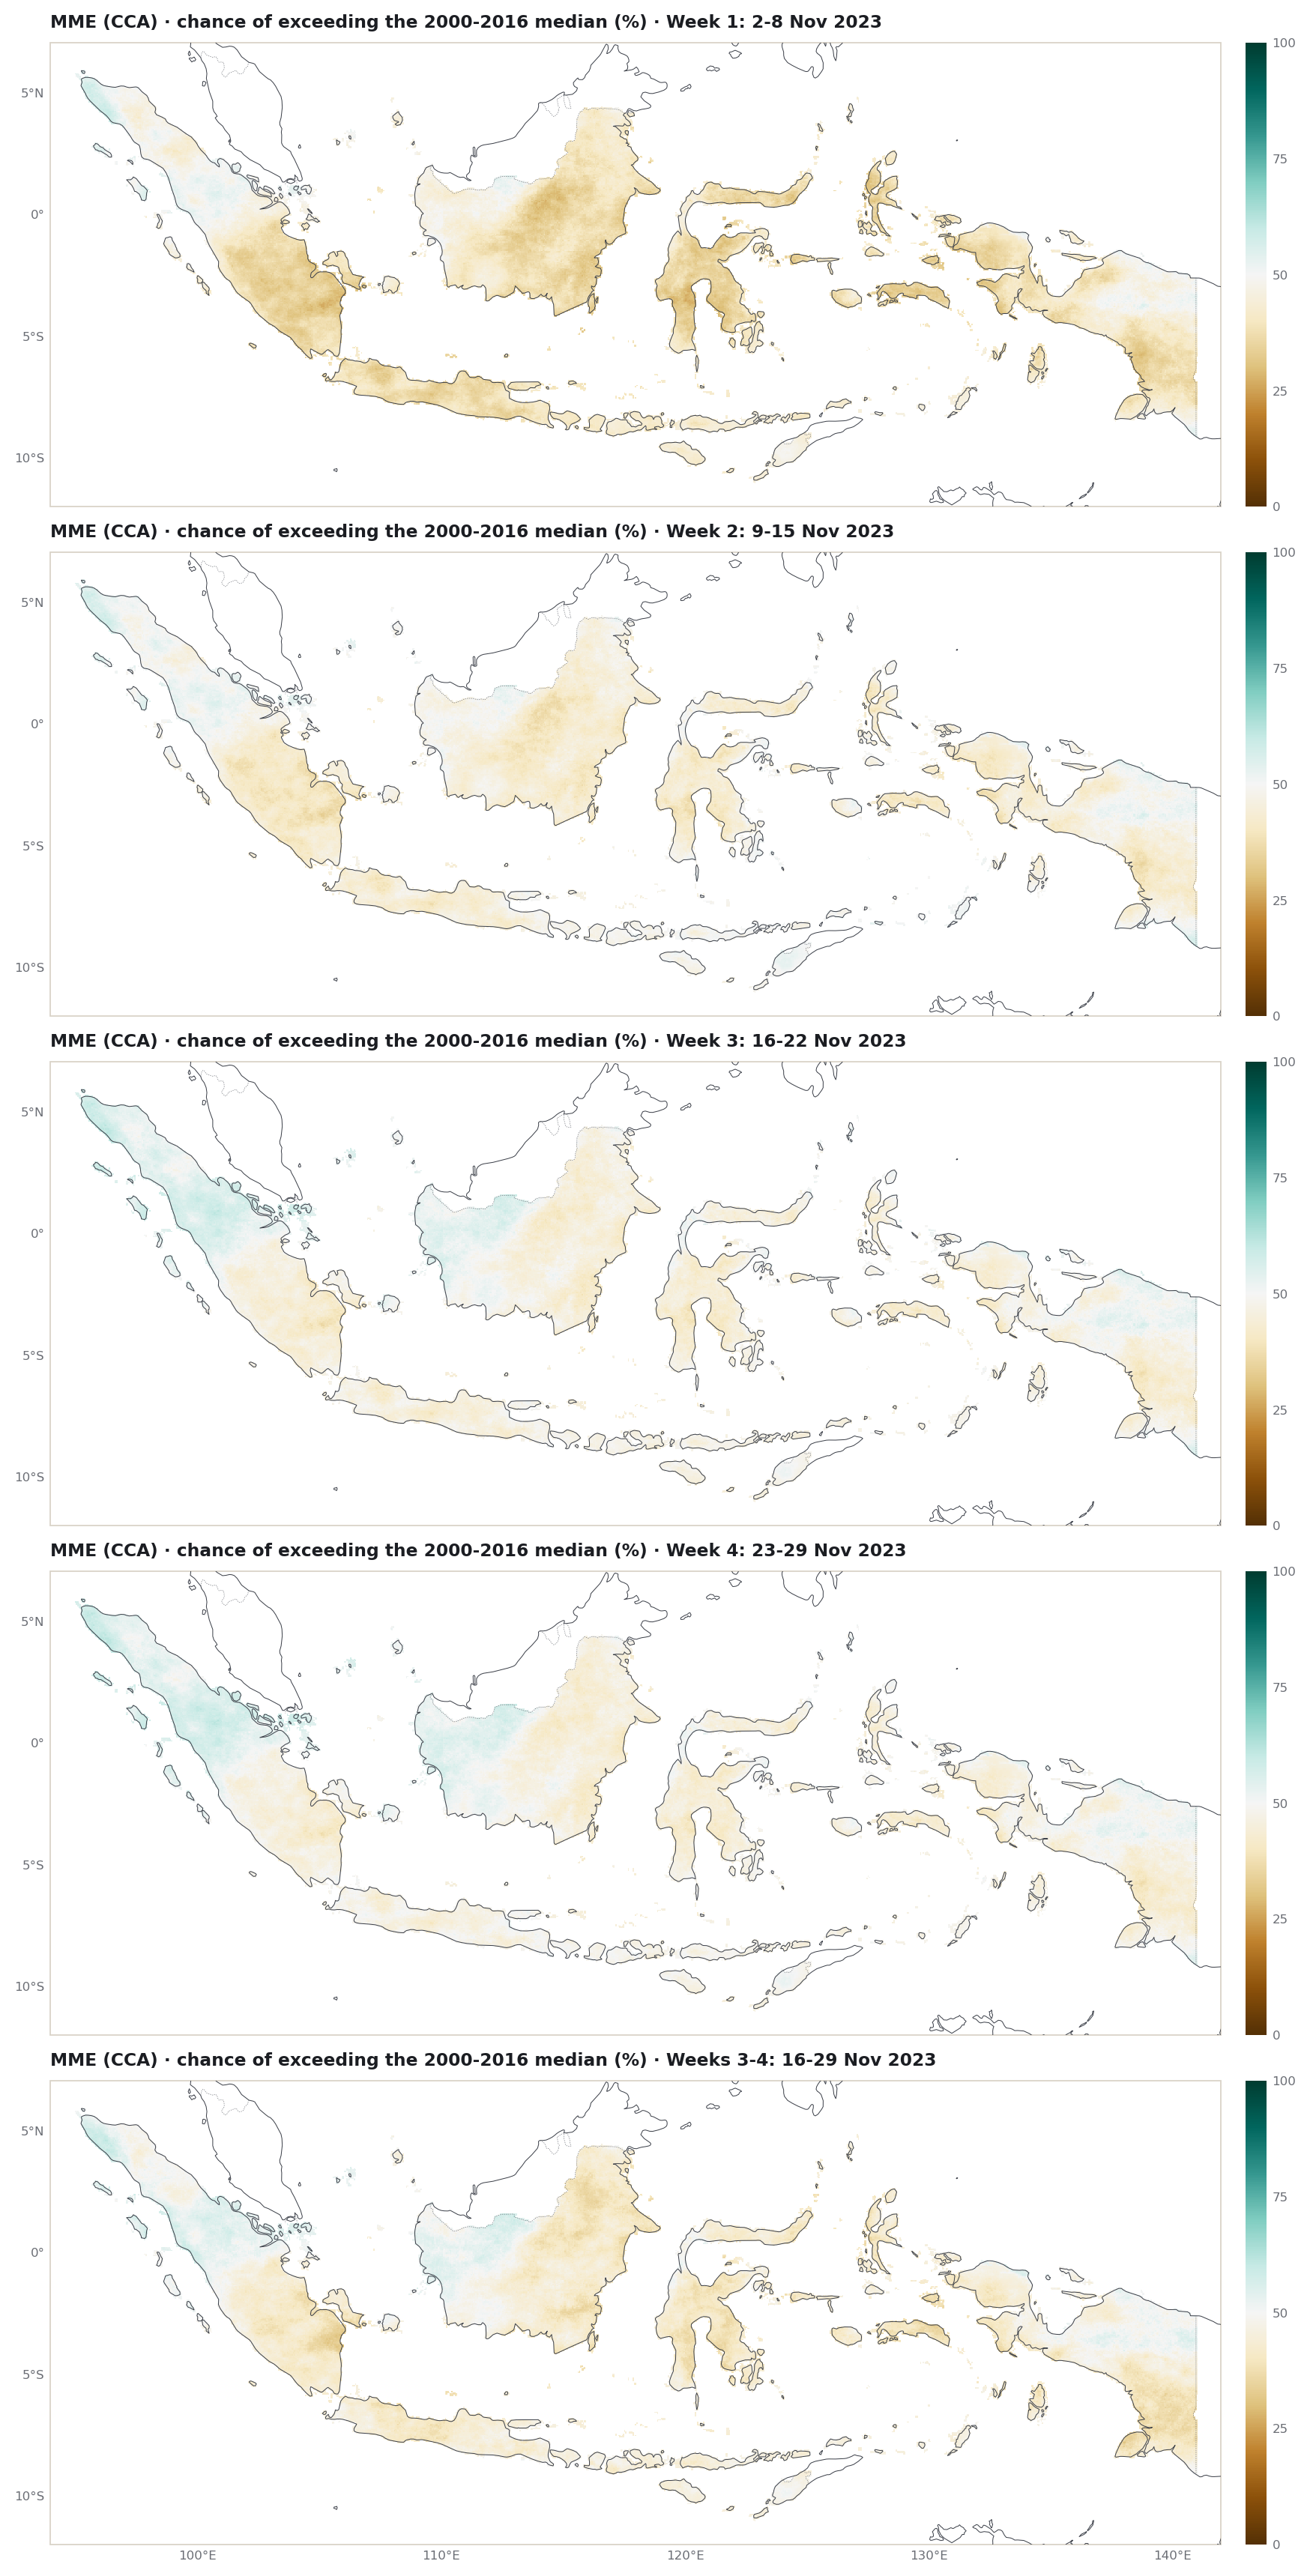 MME (CCA) · chance of exceeding the 2000-2016 median (%) · Week 1: 2-8 Nov 2023
100
5°N
75
0°
50
5°S
25
10°S
0
MME (CCA) · chance of exceeding the 2000-2016 median (%) · Week 2: 9-15 Nov 2023
100
5°N
75
0°
50
5°S
25
10°S
0
MME (CCA) · chance of exceeding the 2000-2016 median (%) · Week 3: 16-22 Nov 2023
100
5°N
75
0°
50
5°S
25
10°S
0
MME (CCA) · chance of exceeding the 2000-2016 median (%) · Week 4: 23-29 Nov 2023
100
5°N
75
0°
50
5°S
25
10°S
0
MME (CCA) · chance of exceeding the 2000-2016 median (%) · Weeks 3-4: 16-29 Nov 2023
100
5°N
75
0°
50
5°S
25
10°S
0
100°E 110°E 120°E 130°E 140°E